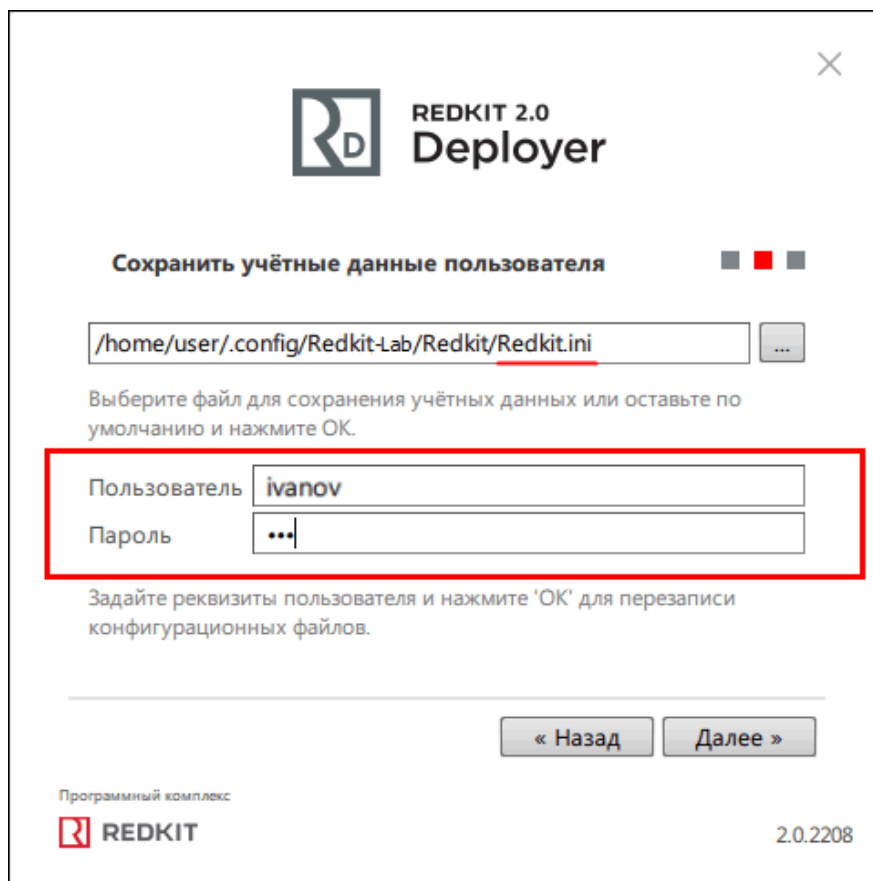 REDKIT 2.0
RD Deployer
Сохранить учётные данные пользователя
/home/user/.config/Redkit-Lab/Redkit/Redkit.ini
...
Выберите файл для сохранения учётных данных или оставьте по
умолчанию и нажмите ОК.
Пользователь ivanov
Пароль •••
Задайте реквизиты пользователя и нажмите 'ОК' для перезаписи
конфигурационных файлов.
« Назад Далее »
Программный комплекс
REDKIT
2.0.2208